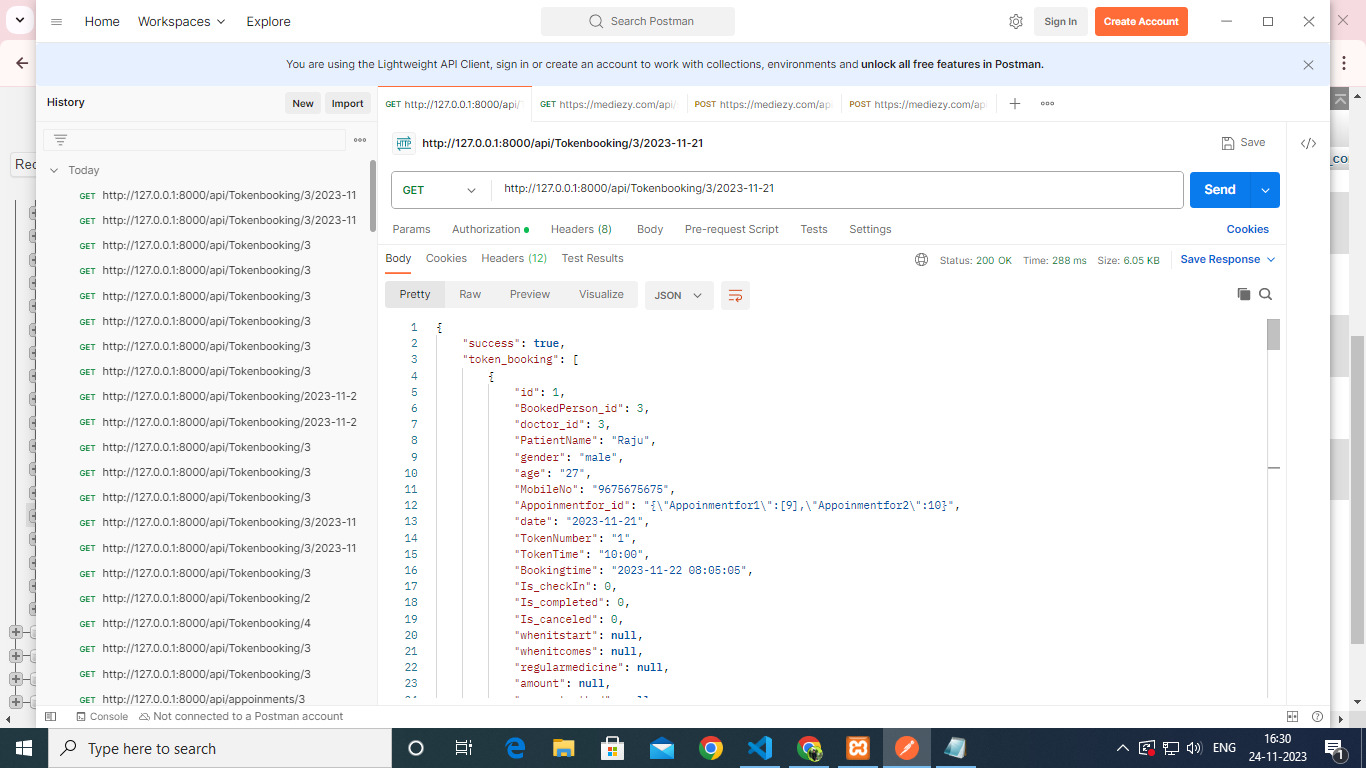 Home
Workspaces
Explore
Search Postman
Sign In
Create Account
You are using the Lightweight API Client, sign in or create an account to work with collections, environments and unlock all free features in Postman.
History
New
Import
GET http://127.0.0.1:8000/api/
GET https://mediezy.com/api/
POST https://mediezy.com/ap
POST https://mediezy.com/ap
HTTP http://127.0.0.1:8000/api/Tokenbooking/3/2023-11-21
Save
Rec
_co
GET http://127.0.0.1:8000/api/Tokenbooking/3/2023-11-21
Send
Params
Authorization
Headers (8)
Body
Pre-request Script
Tests
Settings
Cookies
Body
Cookies
Headers (12)
Test Results
Status: 200 OK
Time: 288 ms
Size: 6.05 KB
Save Response
Pretty
Raw
Preview
Visualize
JSON
Today
GET http://127.0.0.1:8000/api/Tokenbooking/3/2023-11
GET http://127.0.0.1:8000/api/Tokenbooking/3/2023-11
GET http://127.0.0.1:8000/api/Tokenbooking/3
GET http://127.0.0.1:8000/api/Tokenbooking/3
GET http://127.0.0.1:8000/api/Tokenbooking/3
GET http://127.0.0.1:8000/api/Tokenbooking/3
GET http://127.0.0.1:8000/api/Tokenbooking/3
GET http://127.0.0.1:8000/api/Tokenbooking/3
GET http://127.0.0.1:8000/api/Tokenbooking/2023-11-2
GET http://127.0.0.1:8000/api/Tokenbooking/2023-11-2
GET http://127.0.0.1:8000/api/Tokenbooking/3
GET http://127.0.0.1:8000/api/Tokenbooking/3
GET http://127.0.0.1:8000/api/Tokenbooking/3
GET http://127.0.0.1:8000/api/Tokenbooking/3/2023-11
GET http://127.0.0.1:8000/api/Tokenbooking/3/2023-11
GET http://127.0.0.1:8000/api/Tokenbooking/3
GET http://127.0.0.1:8000/api/Tokenbooking/2
GET http://127.0.0.1:8000/api/Tokenbooking/4
GET http://127.0.0.1:8000/api/Tokenbooking/3
GET http://127.0.0.1:8000/api/Tokenbooking/3
GET http://127.0.0.1:8000/api/appoinments/3
1 {
2 "success": true,
3 "token_booking": [
4 {
5 "id": 1,
6 "BookedPerson_id": 3,
7 "doctor_id": 3,
8 "PatientName": "Raju",
9 "gender": "male",
10 "age": "27",
11 "MobileNo": "9675675675",
12 "Appoinmentfor_id": "{\"Appoinmentfor1\":[9],\"Appoinmentfor2\":10}",
13 "date": "2023-11-21",
14 "TokenNumber": "1",
15 "TokenTime": "10:00",
16 "Bookingtime": "2023-11-22 08:05:05",
17 "Is_checkIn": 0,
18 "Is_completed": 0,
19 "Is_canceled": 0,
20 "whenitstart": null,
21 "whenitcomes": null,
22 "regularmedicine": null,
23 "amount": null,
Console
Not connected to a Postman account
Type here to search
ENG
16:30
24-11-2023
1